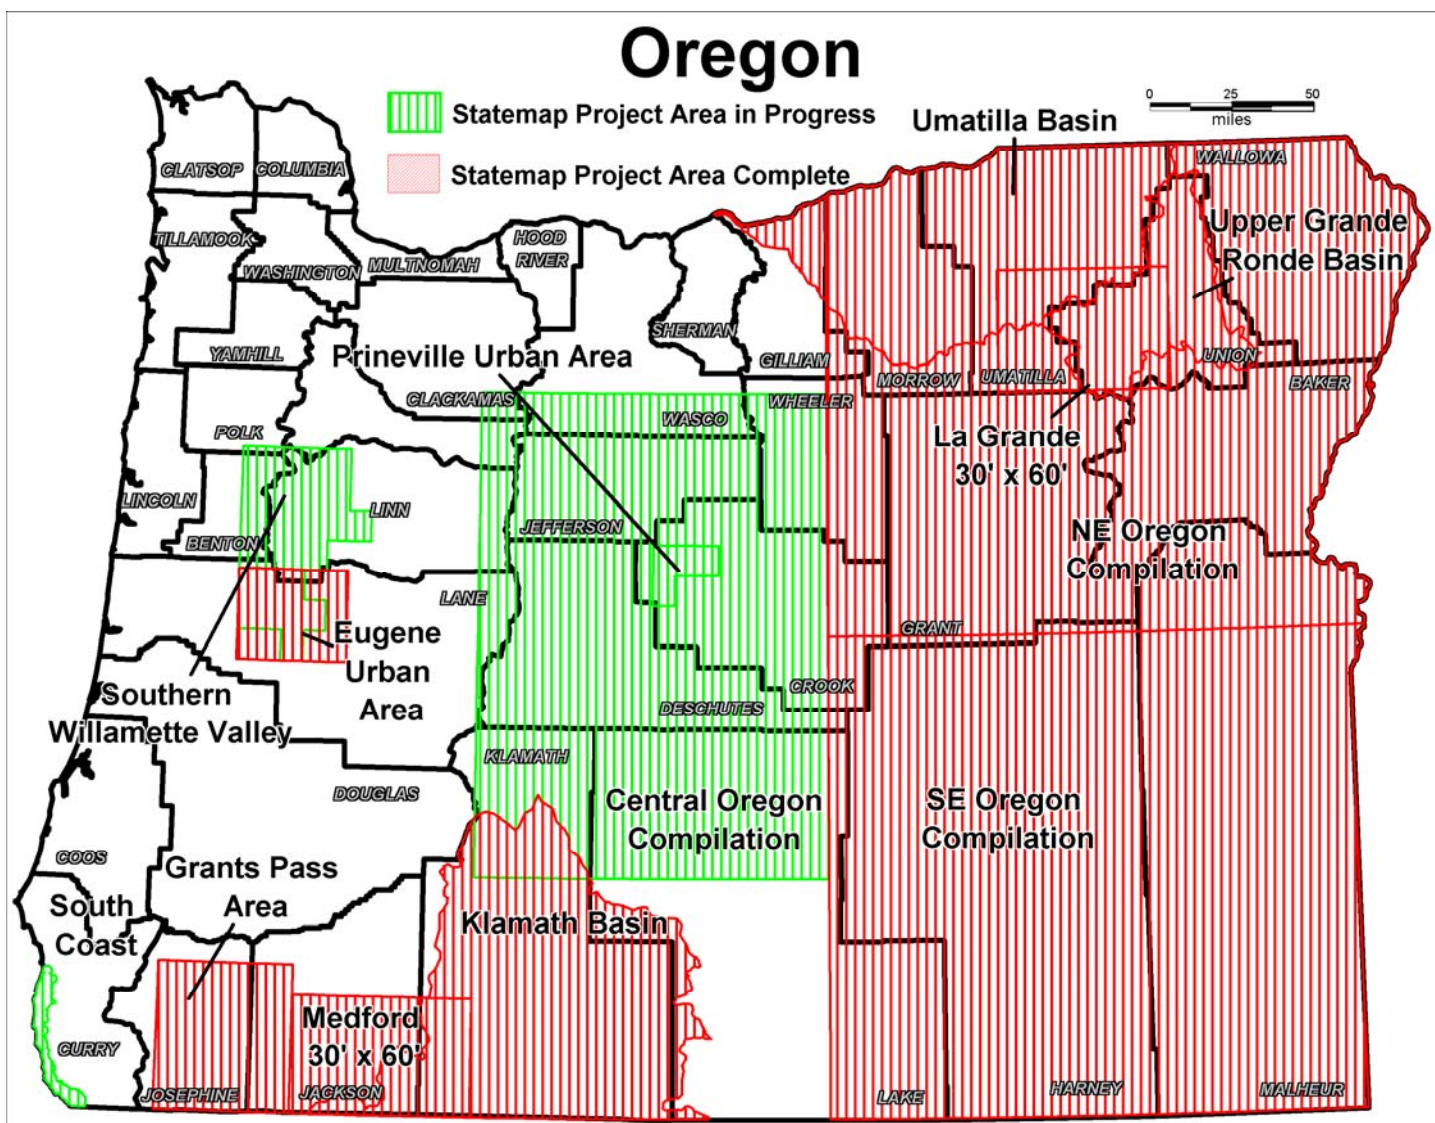 Oregon
Statemap Project Area in Progress
Statemap Project Area Complete
0 25 50
miles
Umatilla Basin
WALLOWA
CLATSOP
COLUMBIA
Upper Grande
Ronde Basin
TILLAMOOK
WASHINGTON
MULTNOMAH
HOOD
RIVER
SHERMAN
YAMHILL
Prineville Urban Area
GILLIAM
MORROW
UMATILLA
UNION
BAKER
CLACKAMAS
WASCO
WHEELER
POLK
La Grande
30' x 60'
LINCOLN
LINN
JEFFERSON
BENTON
NE Oregon
Compilation
LANE
GRANT
Eugene
Urban
Area
Southern
Willamette Valley
CROOK
DESCHUTES
KLAMATH
DOUGLAS
Central Oregon
Compilation
SE Oregon
Compilation
COOS
Grants Pass
Area
South
Coast
Klamath Basin
Medford
30' x 60'
CURRY
JOSEPHINE
JACKSON
LAKE
HARNEY
MALHEUR